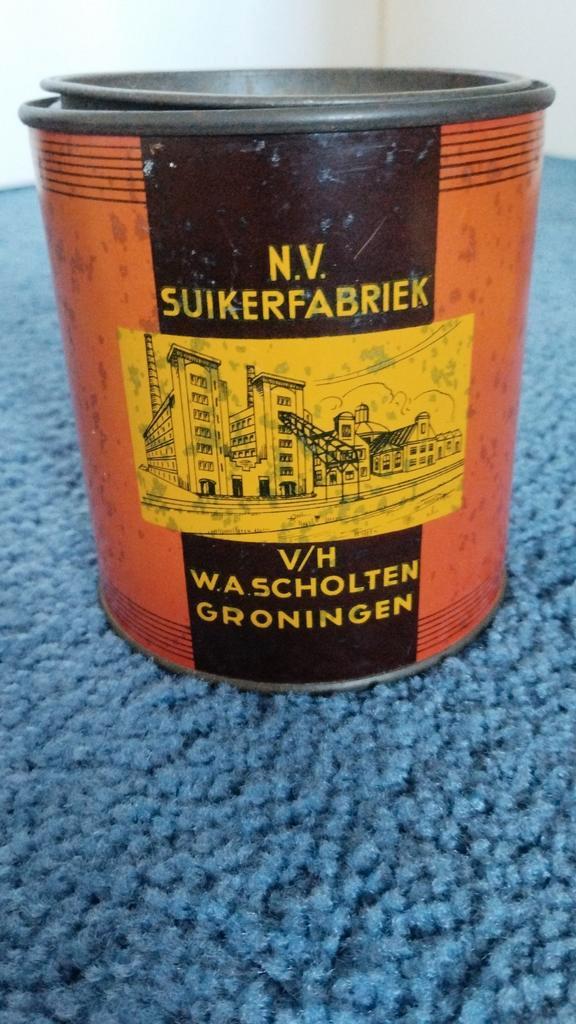 N.V.
SUIKERFABRIEK
V/H
W.A.SCHOLTEN
GRONINGEN